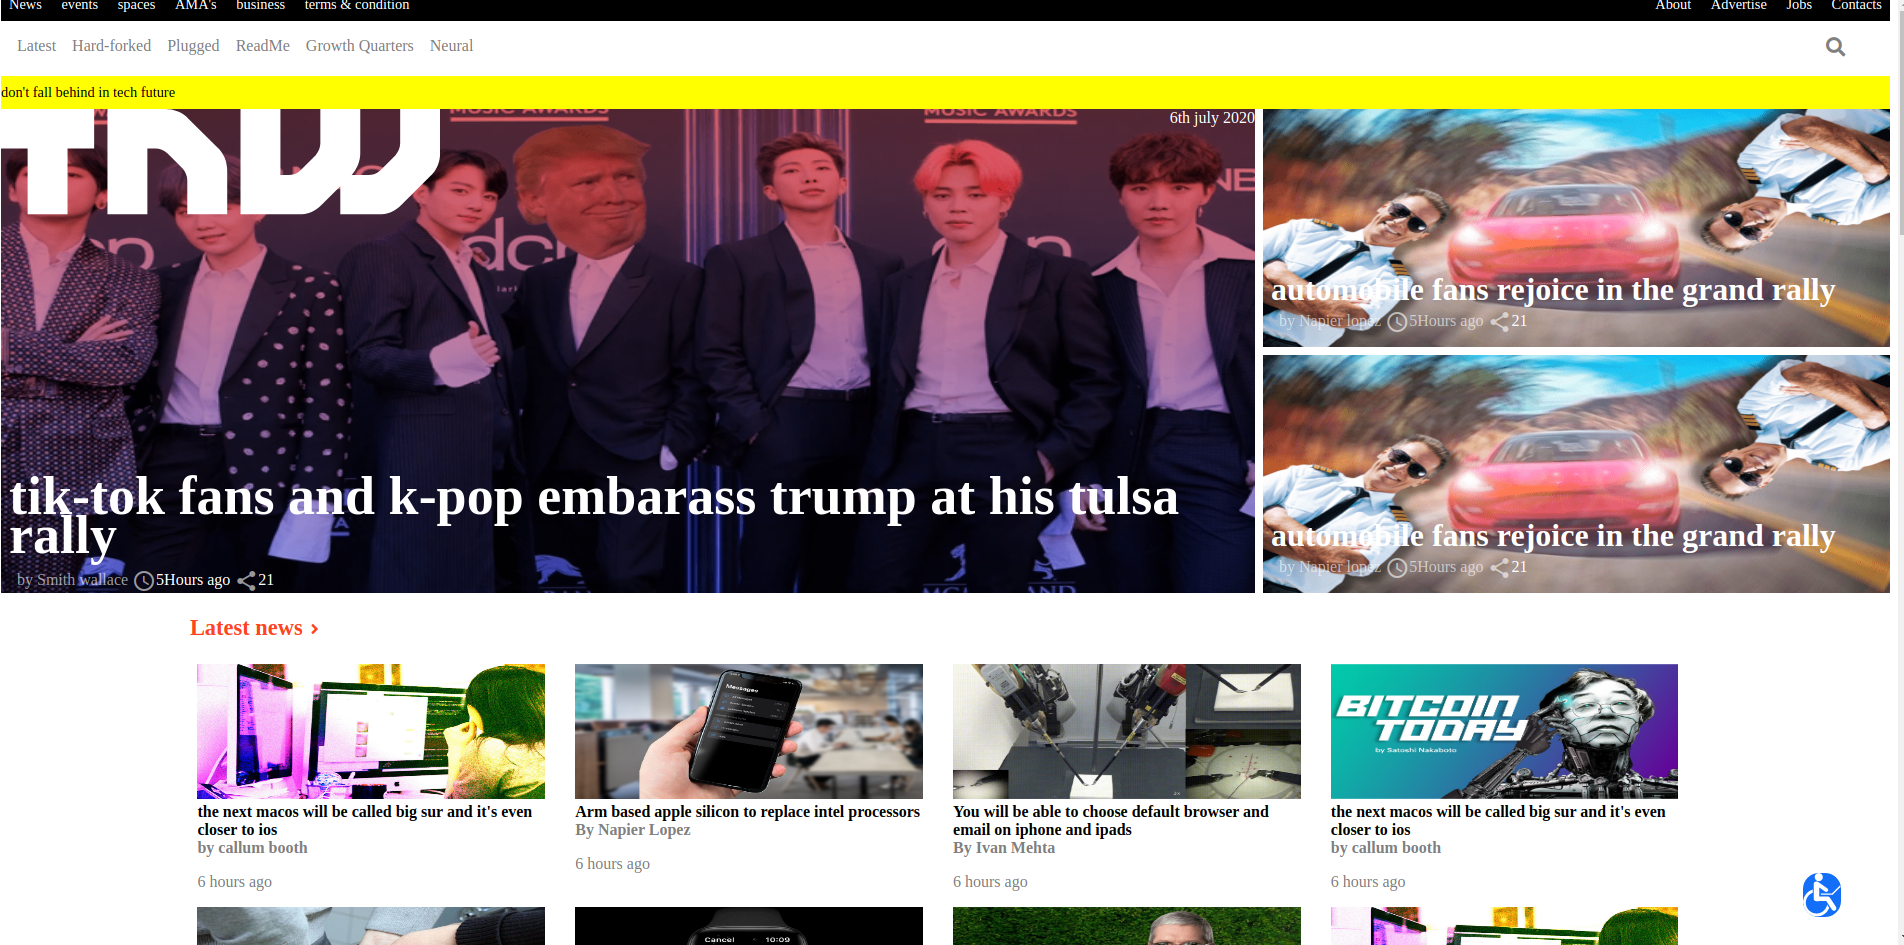 News events spaces AMA's business terms & condition About Advertise Jobs Contacts
Latest Hard-forked Plugged ReadMe Growth Quarters Neural
don't fall behind in tech future
MUSIC AWARDS MUSIC AWARDS
6th july 2020
TNW
tik-tok fans and k-pop embarass trump at his tulsa
rally
by Smith wallace 5Hours ago 21
automobile fans rejoice in the grand rally
by Napier lopez 5Hours ago 21
automobile fans rejoice in the grand rally
by Napier lopez 5Hours ago 21
Latest news
Messages
BITCOIN
TODAY
by Satoshi Nakaboto
the next macos will be called big sur and it's even
closer to ios
by callum booth
6 hours ago
Arm based apple silicon to replace intel processors
By Napier Lopez
6 hours ago
You will be able to choose default browser and
email on iphone and ipads
By Ivan Mehta
6 hours ago
the next macos will be called big sur and it's even
closer to ios
by callum booth
6 hours ago
Cancel 10:09